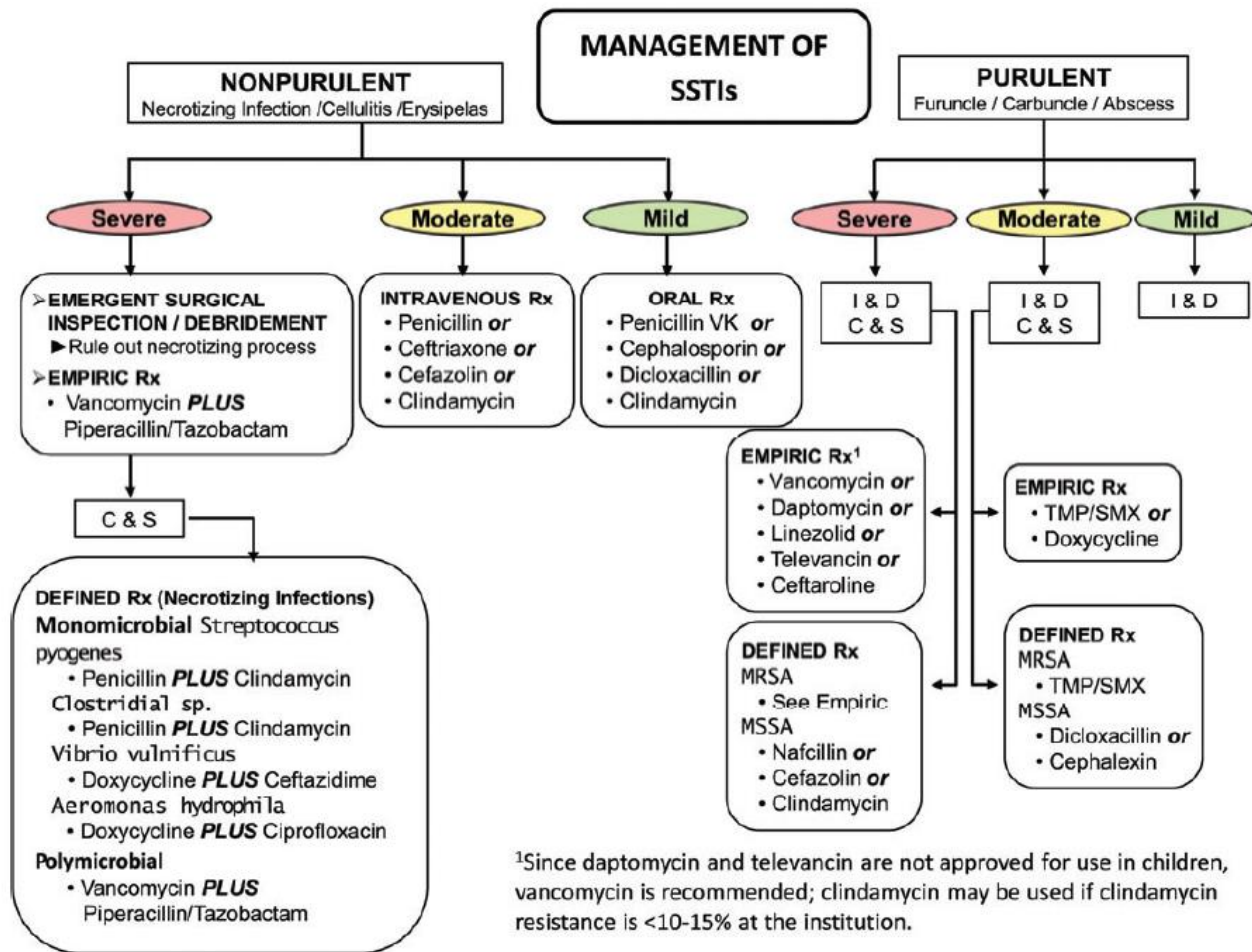 MANAGEMENT OF
SSTIs
NONPURULENT
Necrotizing Infection /Cellulitis /Erysipelas
Severe
Moderate
Mild
➢EMERGENT SURGICAL
INSPECTION / DEBRIDEMENT
►Rule out necrotizing process
➢EMPIRIC Rx
• Vancomycin PLUS
Piperacillin/Tazobactam
C & S
DEFINED Rx (Necrotizing Infections)
Monomicrobial Streptococcus
pyogenes
• Penicillin PLUS Clindamycin
Clostridial sp.
• Penicillin PLUS Clindamycin
Vibrio vulnificus
• Doxycycline PLUS Ceftazidime
Aeromonas hydrophila
• Doxycycline PLUS Ciprofloxacin
Polymicrobial
• Vancomycin PLUS
Piperacillin/Tazobactam
INTRAVENOUS Rx
• Penicillin or
• Ceftriaxone or
• Cefazolin or
• Clindamycin
ORAL Rx
• Penicillin VK or
• Cephalosporin or
• Dicloxacillin or
• Clindamycin
PURULENT
Furuncle / Carbuncle / Abscess
Severe
Moderate
Mild
I & D
C & S
I & D
C & S
I & D
EMPIRIC Rx¹
• Vancomycin or
• Daptomycin or
• Linezolid or
• Televancin or
• Ceftaroline
EMPIRIC Rx
• TMP/SMX or
• Doxycycline
DEFINED Rx
MRSA
• See Empiric
MSSA
• Nafcillin or
• Cefazolin or
• Clindamycin
DEFINED Rx
MRSA
• TMP/SMX
MSSA
• Dicloxacillin or
• Cephalexin
¹Since daptomycin and televancin are not approved for use in children,
vancomycin is recommended; clindamycin may be used if clindamycin
resistance is <10-15% at the institution.